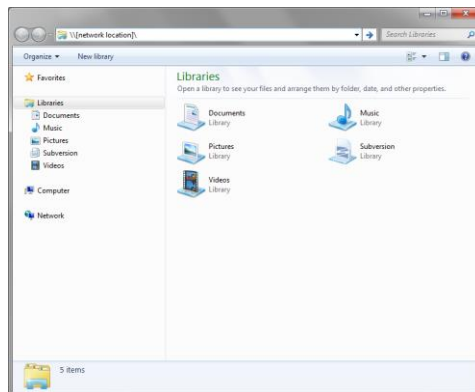 \\[network location]\
Search Libraries
Organize
New library
Favorites
Libraries
Documents
Music
Pictures
Subversion
Videos
Computer
Network
Libraries
Open a library to see your files and arrange them by folder, date, and other properties.
Documents
Library
Music
Library
Pictures
Library
Subversion
Library
Videos
Library
5 items